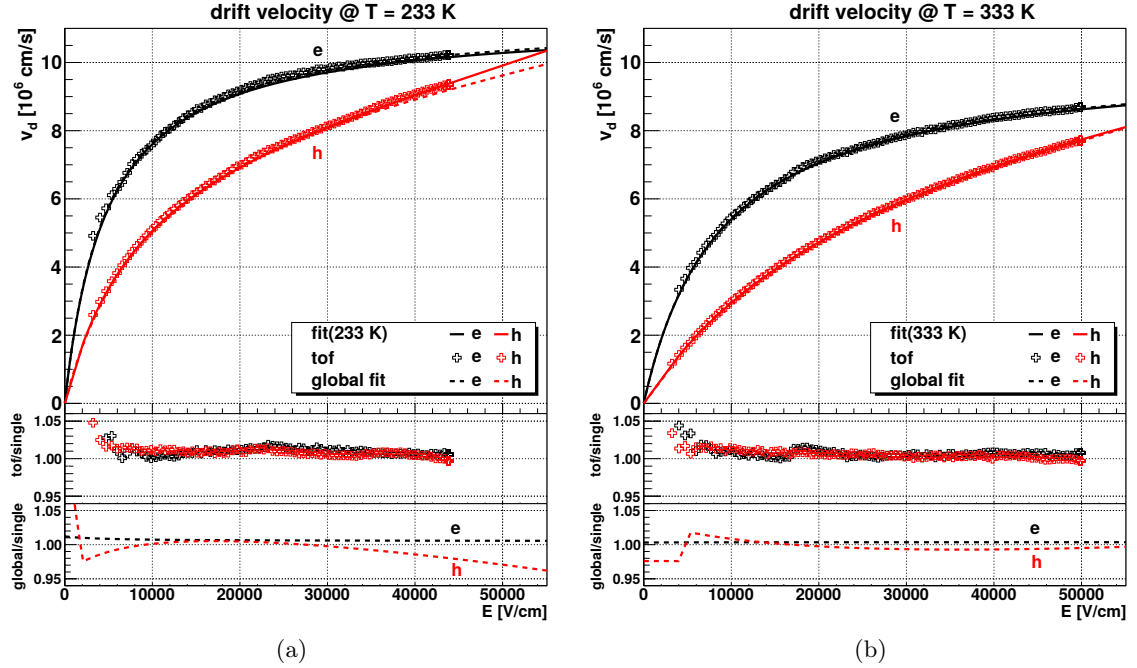 drift velocity @ T = 233 K
v_d [10^6 cm/s]
10
8
6
4
2
0
e
h
fit(233 K) e h
tof e h
global fit e h
tof/single
1.05
1.00
0.95
global/single
1.05
1.00
0.95
e
h
0 10000 20000 30000 40000 50000
E [V/cm]
(a)
drift velocity @ T = 333 K
v_d [10^6 cm/s]
10
8
6
4
2
0
e
h
fit(333 K) e h
tof e h
global fit e h
tof/single
1.05
1.00
0.95
global/single
1.05
1.00
0.95
e
h
0 10000 20000 30000 40000 50000
E [V/cm]
(b)